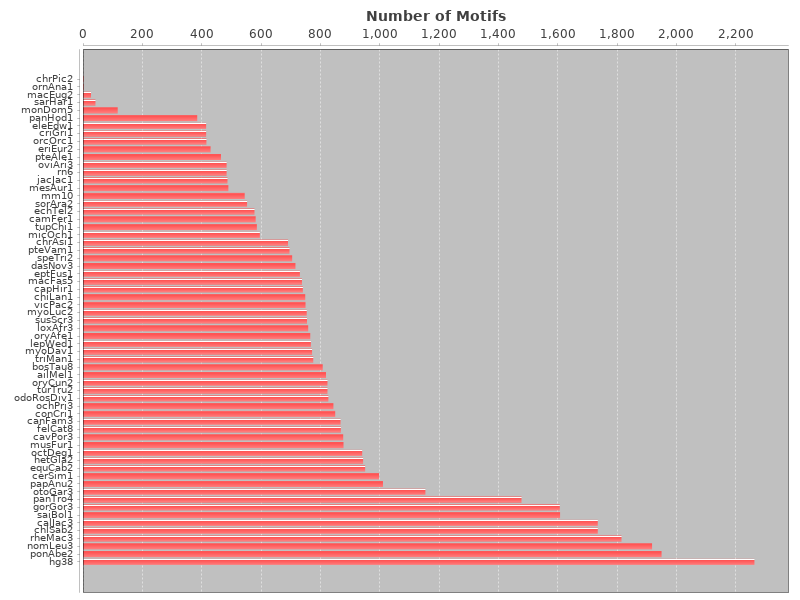 Number of Motifs
0 200 400 600 800 1,000 1,200 1,400 1,600 1,800 2,000 2,200
chrPic2
ornAna1
macEug2
sarHar1
monDom5
panHod1
eleEdw1
criGri1
orcOrc1
eriEur2
pteAle1
oviAri3
rn6
jacJac1
mesAur1
mm10
sorAra2
echTel2
camFer1
tupChi1
micOch1
chrAsi1
pteVam1
speTri2
dasNov3
eptFus1
macFas5
capHir1
chiLan1
vicPac2
myoLuc2
susScr3
loxAfr3
oryAfe1
lepWed1
myoDav1
triMan1
bosTau8
ailMel1
oryCun2
turTru2
odoRosDiv1
ochPri3
conCri1
canFam3
felCat8
cavPor3
musFur1
octDeg1
hetGla2
equCab2
cerSim1
papAnu2
otoGar3
panTro4
gorGor3
saiBol1
calJac3
chlSab2
rheMac3
nomLeu3
ponAbe2
hg38